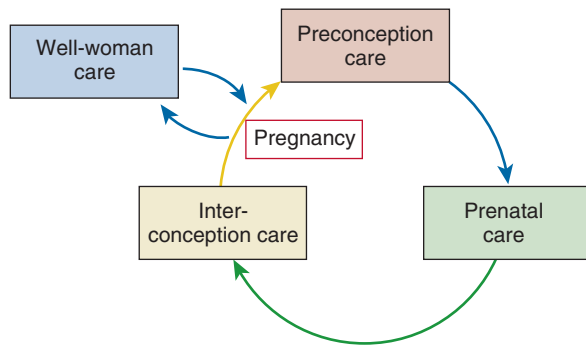 Well-woman
care
Preconception
care
Pregnancy
Inter-
conception care
Prenatal
care